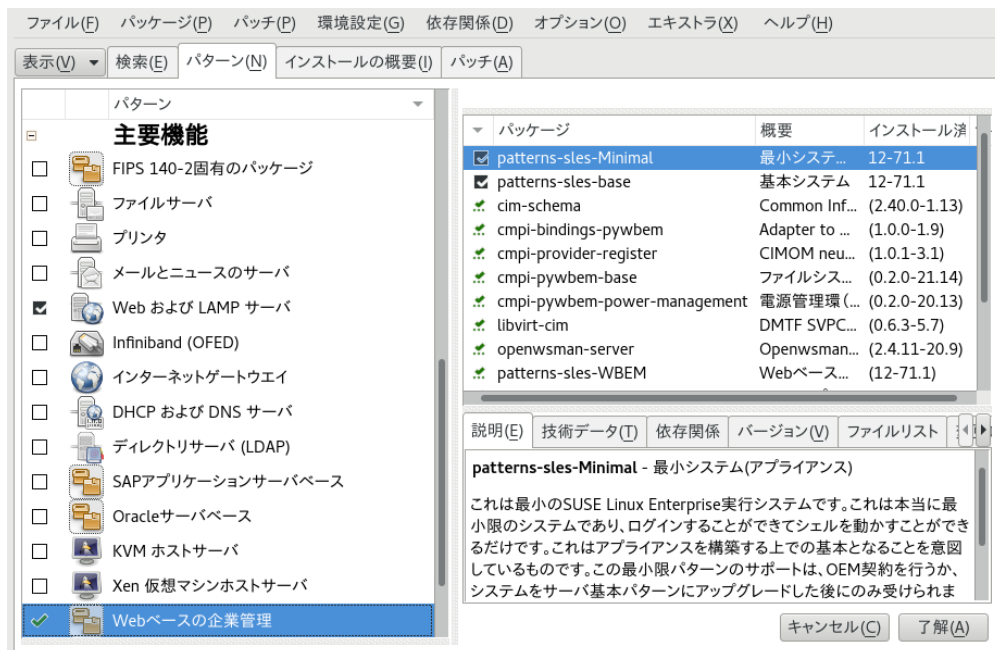 ファイル(F) パッケージ(P) パッチ(P) 環境設定(G) 依存関係(D) オプション(O) エキストラ(X) ヘルプ(H)
表示(V) 検索(E) パターン(N) インストールの概要(I) パッチ(A)
パターン
主要機能
FIPS 140-2固有のパッケージ
ファイルサーバ
プリンタ
メールとニュースのサーバ
Web および LAMP サーバ
Infiniband (OFED)
インターネットゲートウエイ
DHCP および DNS サーバ
ディレクトリサーバ (LDAP)
SAPアプリケーションサーバベース
Oracleサーバベース
KVM ホストサーバ
Xen 仮想マシンホストサーバ
Webベースの企業管理
パッケージ 概要 インストール済
patterns-sles-Minimal 最小システ... 12-71.1
patterns-sles-base 基本システム 12-71.1
cim-schema Common Inf... (2.40.0-1.13)
cmpi-bindings-pywbem Adapter to ... (1.0.0-1.9)
cmpi-provider-register CIMOM neu... (1.0.1-3.1)
cmpi-pywbem-base ファイルシス... (0.2.0-21.14)
cmpi-pywbem-power-management 電源管理環(... (0.2.0-20.13)
libvirt-cim DMTF SVPC... (0.6.3-5.7)
openwsman-server Openwsman... (2.4.11-20.9)
patterns-sles-WBEM Webベース... (12-71.1)
説明(E) 技術データ(T) 依存関係 バージョン(V) ファイルリスト
patterns-sles-Minimal - 最小システム(アプライアンス)
これは最小のSUSE Linux Enterprise実行システムです。これは本当に最
小限のシステムであり、ログインすることができてシェルを動かすことができ
るだけです。これはアプライアンスを構築する上での基本となることを意図
しているものです。この最小限パターンのサポートは、OEM契約を行うか、
システムをサーバ基本パターンにアップグレードした後にのみ受けられま
キャンセル(C) 了解(A)